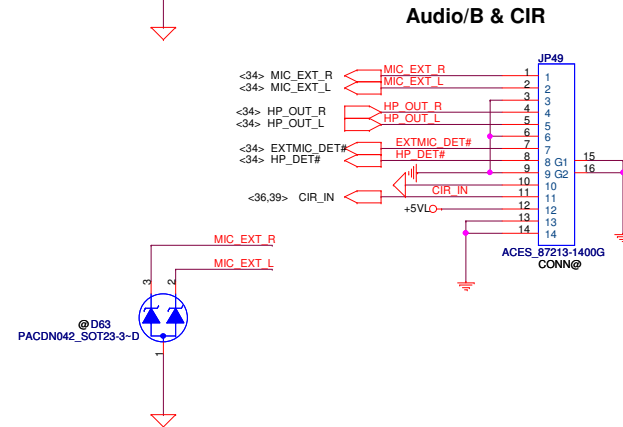 Audio/B & CIR
JP49
<34> MIC_EXT_R MIC_EXT_R 1 1
<34> MIC_EXT_L MIC_EXT_L 2 2
3 3
<34> HP_OUT_R HP_OUT_R 4 4
<34> HP_OUT_L HP_OUT_L 5 5
6 6
<34> EXTMIC_DET# EXTMIC_DET# 7 7
<34> HP_DET# HP_DET# 8 8 G1 15
9 9 G2 16
10 10
<36,39> CIR_IN CIR_IN 11 11
+5VL 12 12
13 13
14 14
ACES_87213-1400G
CONN@
MIC_EXT_R
MIC_EXT_L
3 2
@ D63
PACDN042_SOT23-3~D
1